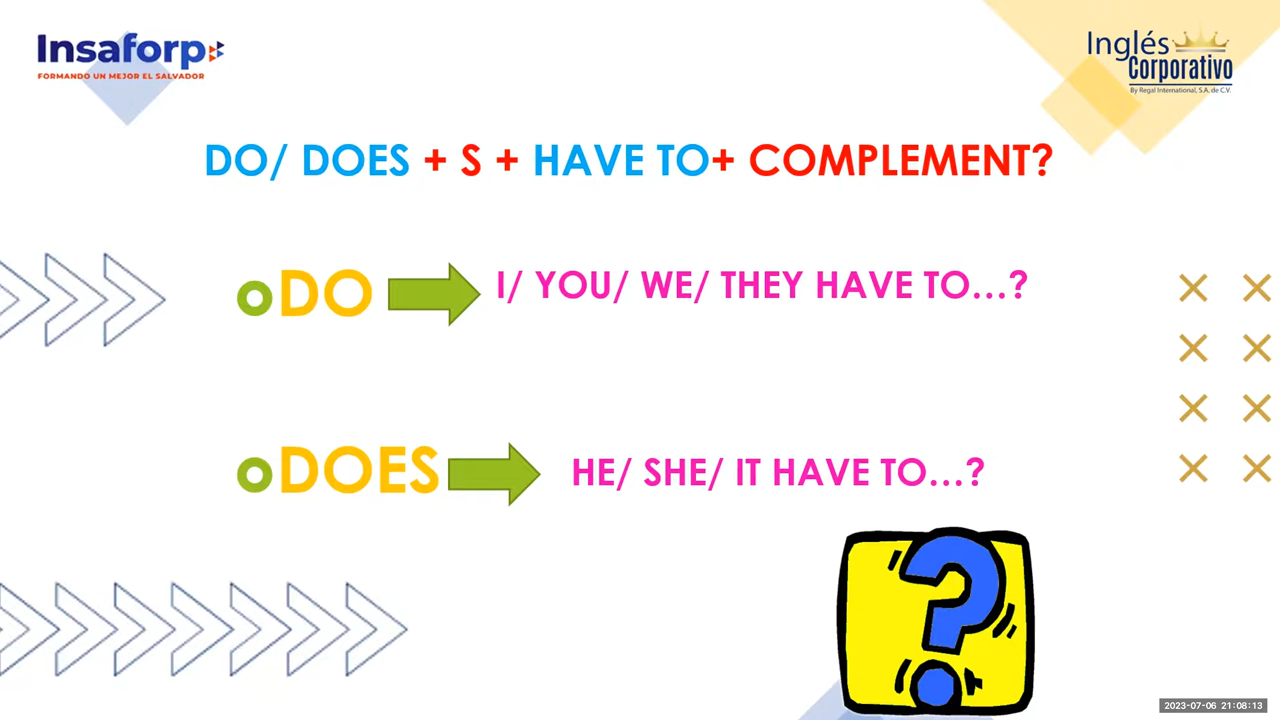 Insaforp
FORMANDO UN MEJOR EL SALVADOR
Inglés
Corporativo
By Regal International, S.A. de C.V.
DO/ DOES + S + HAVE TO+ COMPLEMENT?
DO
I/ YOU/ WE/ THEY HAVE TO...?
DOES
HE/ SHE/ IT HAVE TO...?
?
2023-07-06 21:08:13